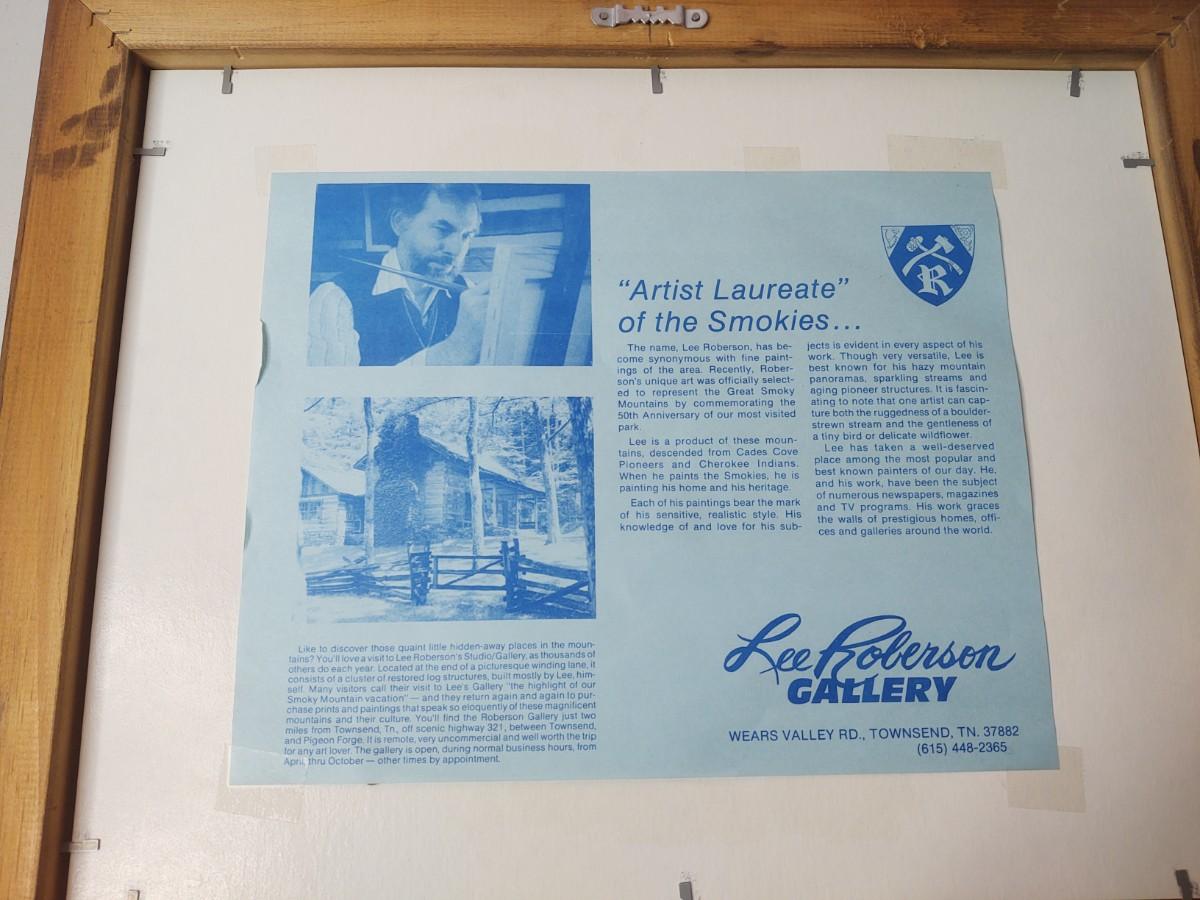 R
"Artist Laureate"
of the Smokies...
The name, Lee Roberson, has be-
come synonymous with fine paint-
ings of the area. Recently, Rober-
son's unique art was officially select-
ed to represent the Great Smoky
Mountains by commemorating the
50th Anniversary of our most visited
park.
Lee is a product of these moun-
tains, descended from Cades Cove
Pioneers and Cherokee Indians.
When he paints the Smokies, he is
painting his home and his heritage.
Each of his paintings bear the mark
of his sensitive, realistic style. His
knowledge of and love for his sub-
jects is evident in every aspect of his
work. Though very versatile, Lee is
best known for his hazy mountain
panoramas, sparkling streams and
aging pioneer structures. It is fascin-
ating to note that one artist can cap-
ture both the ruggedness of a boulder-
strewn stream and the gentleness of
a tiny bird or delicate wildflower.
Lee has taken a well-deserved
place among the most popular and
best known painters of our day. He,
and his work, have been the subject
of numerous newspapers, magazines
and TV programs. His work graces
the walls of prestigious homes, offi-
ces and galleries around the world.
Like to discover those quaint little hidden-away places in the moun-
tains? You'll love a visit to Lee Roberson's Studio/Gallery, as thousands of
others do each year. Located at the end of a picturesque winding lane, it
consists of a cluster of restored log structures, built mostly by Lee, him-
self. Many visitors call their visit to Lee's Gallery "the highlight of our
Smoky Mountain vacation" — and they return again and again to pur-
chase prints and paintings that speak so eloquently of these magnificent
mountains and their culture. You'll find the Roberson Gallery just two
miles from Townsend, Tn., off scenic highway 321, between Townsend,
and Pigeon Forge. It is remote, very uncommercial and well worth the trip
for any art lover. The gallery is open, during normal business hours, from
April thru October — other times by appointment.
Lee Roberson
GALLERY
WEARS VALLEY RD., TOWNSEND, TN. 37882
(615) 448-2365